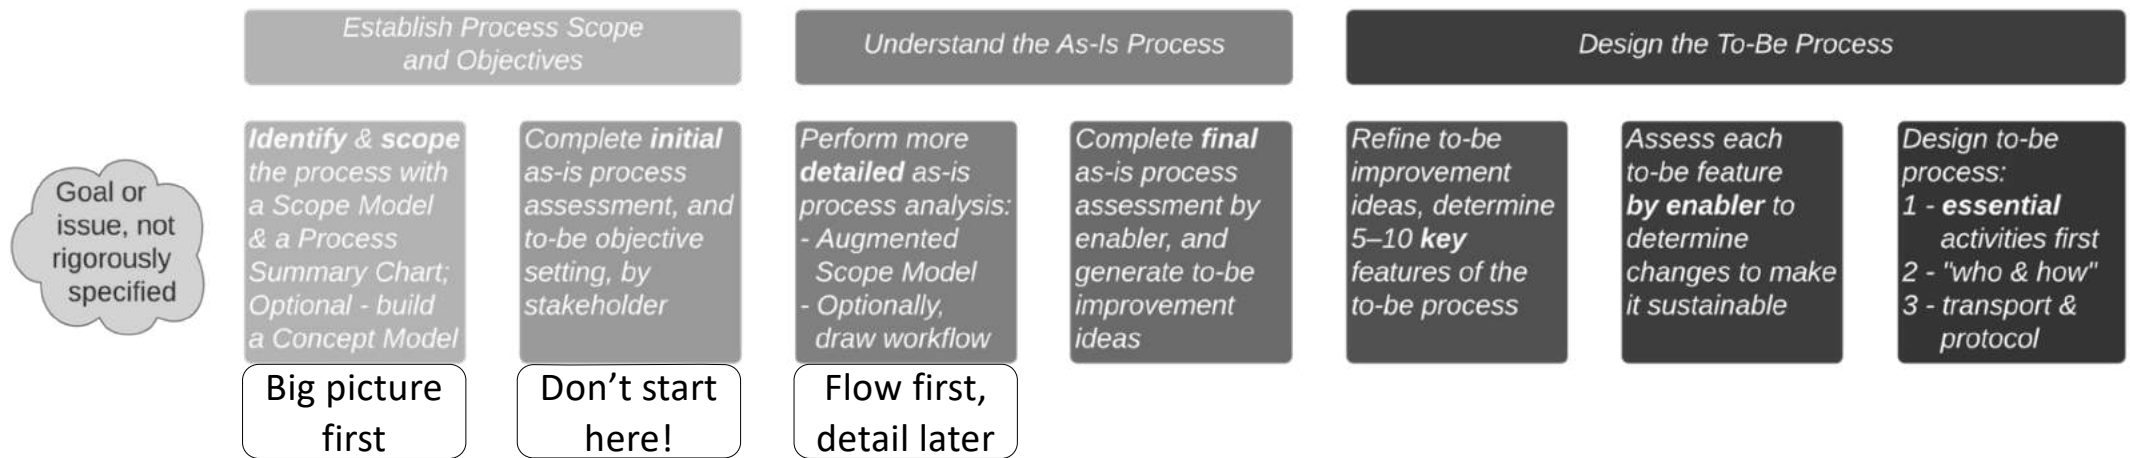 Establish Process Scope
and Objectives
Understand the As-Is Process
Design the To-Be Process
Goal or
issue, not
rigorously
specified
Identify & scope
the process with
a Scope Model
& a Process
Summary Chart;
Optional - build
a Concept Model
Complete initial
as-is process
assessment, and
to-be objective
setting, by
stakeholder
Perform more
detailed as-is
process analysis:
- Augmented
Scope Model
- Optionally,
draw workflow
Complete final
as-is process
assessment by
enabler, and
generate to-be
improvement
ideas
Refine to-be
improvement
ideas, determine
5–10 key
features of the
to-be process
Assess each
to-be feature
by enabler to
determine
changes to make
it sustainable
Design to-be
process:
1 - essential
activities first
2 - "who & how"
3 - transport &
protocol
Big picture
first
Don’t start
here!
Flow first,
detail later